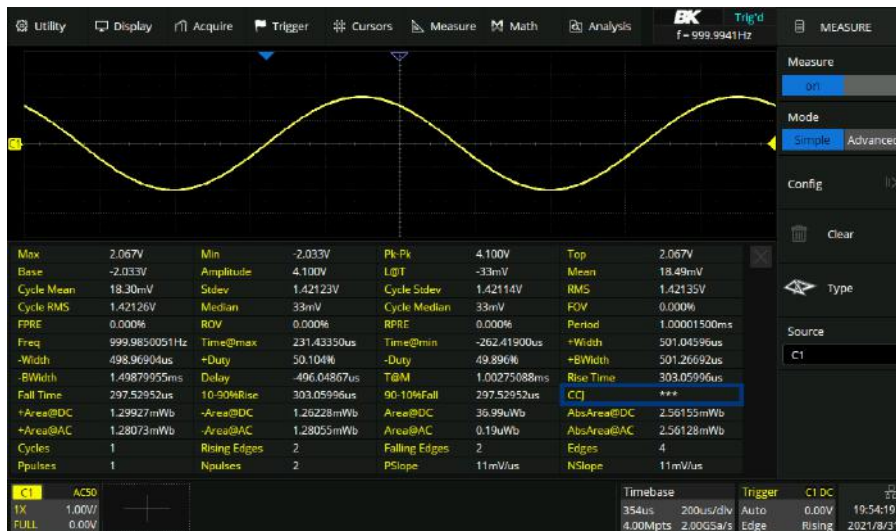 Utility Display Acquire Trigger Cursors Measure Math Analysis
BK Trig'd
f = 999.9941Hz
MEASURE
Measure
on
Mode
Simple Advanced
Config
Clear
Type
Source
C1
C1
Max 2.067V Min -2.033V Pk-Pk 4.100V Top 2.067V
Base -2.033V Amplitude 4.100V L@T -33mV Mean 18.49mV
Cycle Mean 18.30mV Stdev 1.42123V Cycle Stdev 1.42114V RMS 1.42135V
Cycle RMS 1.42126V Median 33mV Cycle Median 33mV FOV 0.000%
FPRE 0.000% ROV 0.000% RPRE 0.000% Period 1.00001500ms
Freq 999.9850051Hz Time@max 231.43350us Time@min -262.41900us +Width 501.04596us
-Width 498.96904us +Duty 50.104% -Duty 49.896% +BWidth 501.26692us
-BWidth 1.49879955ms Delay -496.04867us T@M 1.00275088ms Rise Time 303.05996us
Fall Time 297.52952us 10-90%Rise 303.05996us 90-10%Fall 297.52952us CCJ ***
+Area@DC 1.29927mWb -Area@DC 1.26228mWb Area@DC 36.99uWb AbsArea@DC 2.56155mWb
+Area@AC 1.28073mWb -Area@AC 1.28055mWb Area@AC 0.19uWb AbsArea@AC 2.56128mWb
Cycles 1 Rising Edges 2 Falling Edges 2 Edges 4
Ppulses 1 Npulses 2 PSlope 11mV/us NSlope 11mV/us
C1 AC50
1X 1.00V/
FULL 0.00V
Timebase
354us 200us/div
4.00Mpts 2.00GSa/s
Trigger C1 DC
Auto 0.00V
Edge Rising
19:54:1
2021/8/3